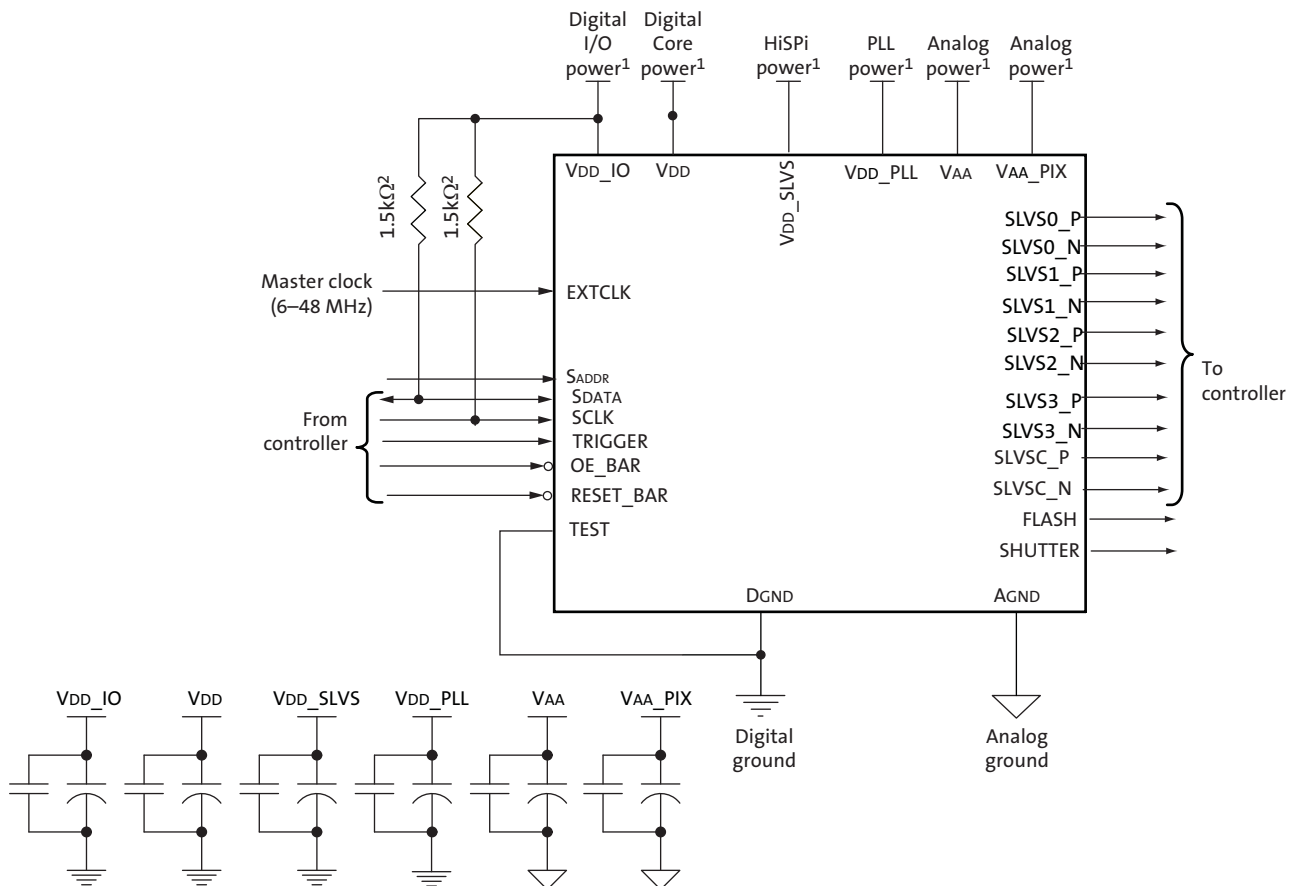 Digital
I/O
power1
Digital
Core
power1
HiSPi
power1
PLL
power1
Analog
power1
Analog
power1
VDD_IO
VDD
VDD_SLVS
VDD_PLL
VAA
VAA_PIX
1.5kΩ2
1.5kΩ2
Master clock
(6–48 MHz)
EXTCLK
SADDR
SDATA
SCLK
TRIGGER
OE_BAR
RESET_BAR
TEST
From
controller
SLVS0_P
SLVS0_N
SLVS1_P
SLVS1_N
SLVS2_P
SLVS2_N
SLVS3_P
SLVS3_N
SLVSC_P
SLVSC_N
FLASH
SHUTTER
To
controller
DGND
AGND
Digital
ground
Analog
ground
VDD_IO
VDD
VDD_SLVS
VDD_PLL
VAA
VAA_PIX